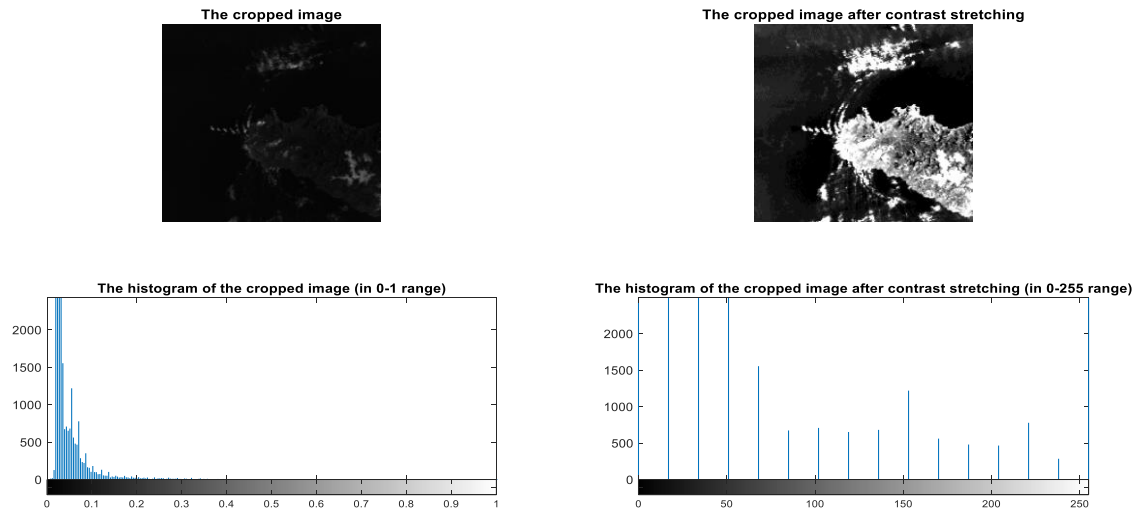 The cropped image
The cropped image after contrast stretching
The histogram of the cropped image (in 0-1 range)
2000
1500
1000
500
0
0 0.1 0.2 0.3 0.4 0.5 0.6 0.7 0.8 0.9 1
The histogram of the cropped image after contrast stretching (in 0-255 range)
2000
1500
1000
500
0
0 50 100 150 200 250